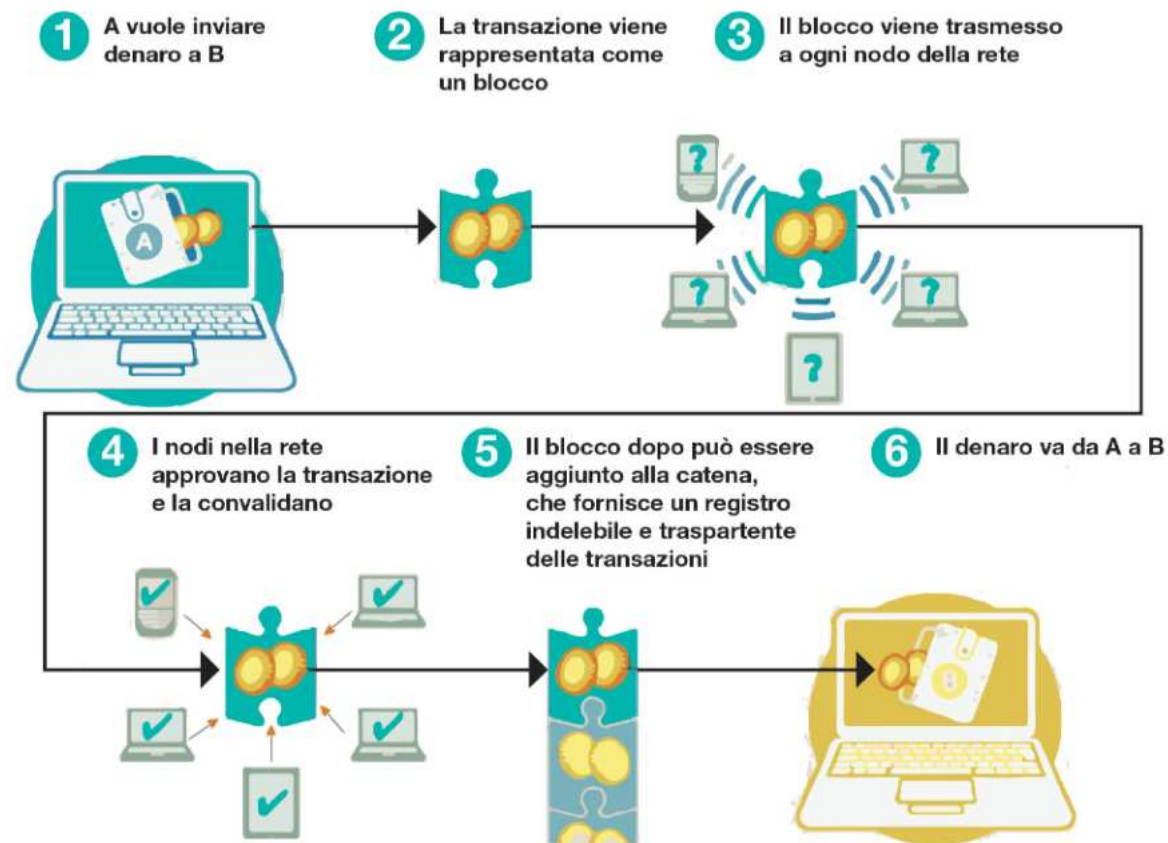 1 A vuole inviare
denaro a B
2 La transazione viene
rappresentata come
un blocco
3 Il blocco viene trasmesso
a ogni nodo della rete
A
?
?
?
?
?
4 I nodi nella rete
approvano la transazione
e la convalidano
5 Il blocco dopo può essere
aggiunto alla catena,
che fornisce un registro
indelebile e traspartente
delle transazioni
6 Il denaro va da A a B